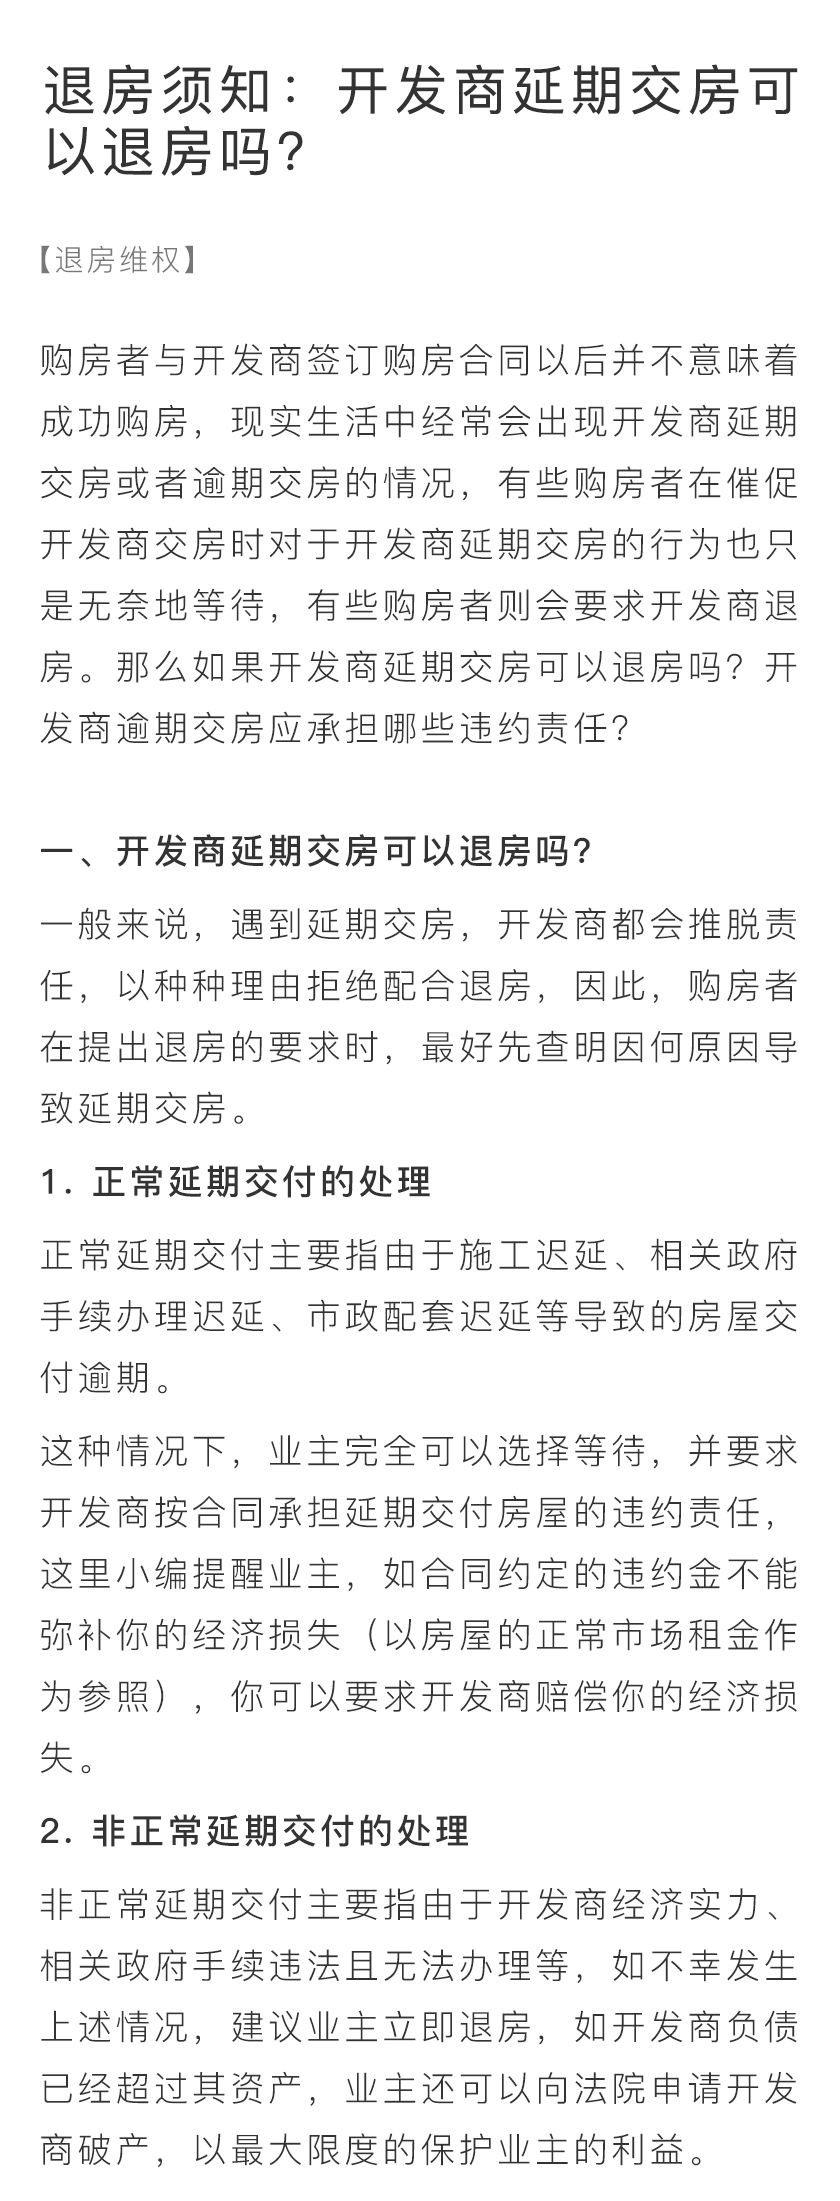 退房须知：开发商延期交房可
以退房吗？
【退房维权】
购房者与开发商签订购房合同以后并不意味着
成功购房，现实生活中经常会出现开发商延期
交房或者逾期交房的情况，有些购房者在催促
开发商交房时对于开发商延期交房的行为也只
是无奈地等待，有些购房者则会要求开发商退
房。那么如果开发商延期交房可以退房吗？开
发商逾期交房应承担哪些违约责任？
一、开发商延期交房可以退房吗？
一般来说，遇到延期交房，开发商都会推脱责
任，以种种理由拒绝配合退房，因此，购房者
在提出退房的要求时，最好先查明因何原因导
致延期交房。
1. 正常延期交付的处理
正常延期交付主要指由于施工迟延、相关政府
手续办理迟延、市政配套迟延等导致的房屋交
付逾期。
这种情况下，业主完全可以选择等待，并要求
开发商按合同承担延期交付房屋的违约责任，
这里小编提醒业主，如合同约定的违约金不能
弥补你的经济损失（以房屋的正常市场租金作
为参照），你可以要求开发商赔偿你的经济损
失。
2. 非正常延期交付的处理
非正常延期交付主要指由于开发商经济实力、
相关政府手续违法且无法办理等，如不幸发生
上述情况，建议业主立即退房，如开发商负债
已经超过其资产，业主还可以向法院申请开发
商破产，以最大限度的保护业主的利益。